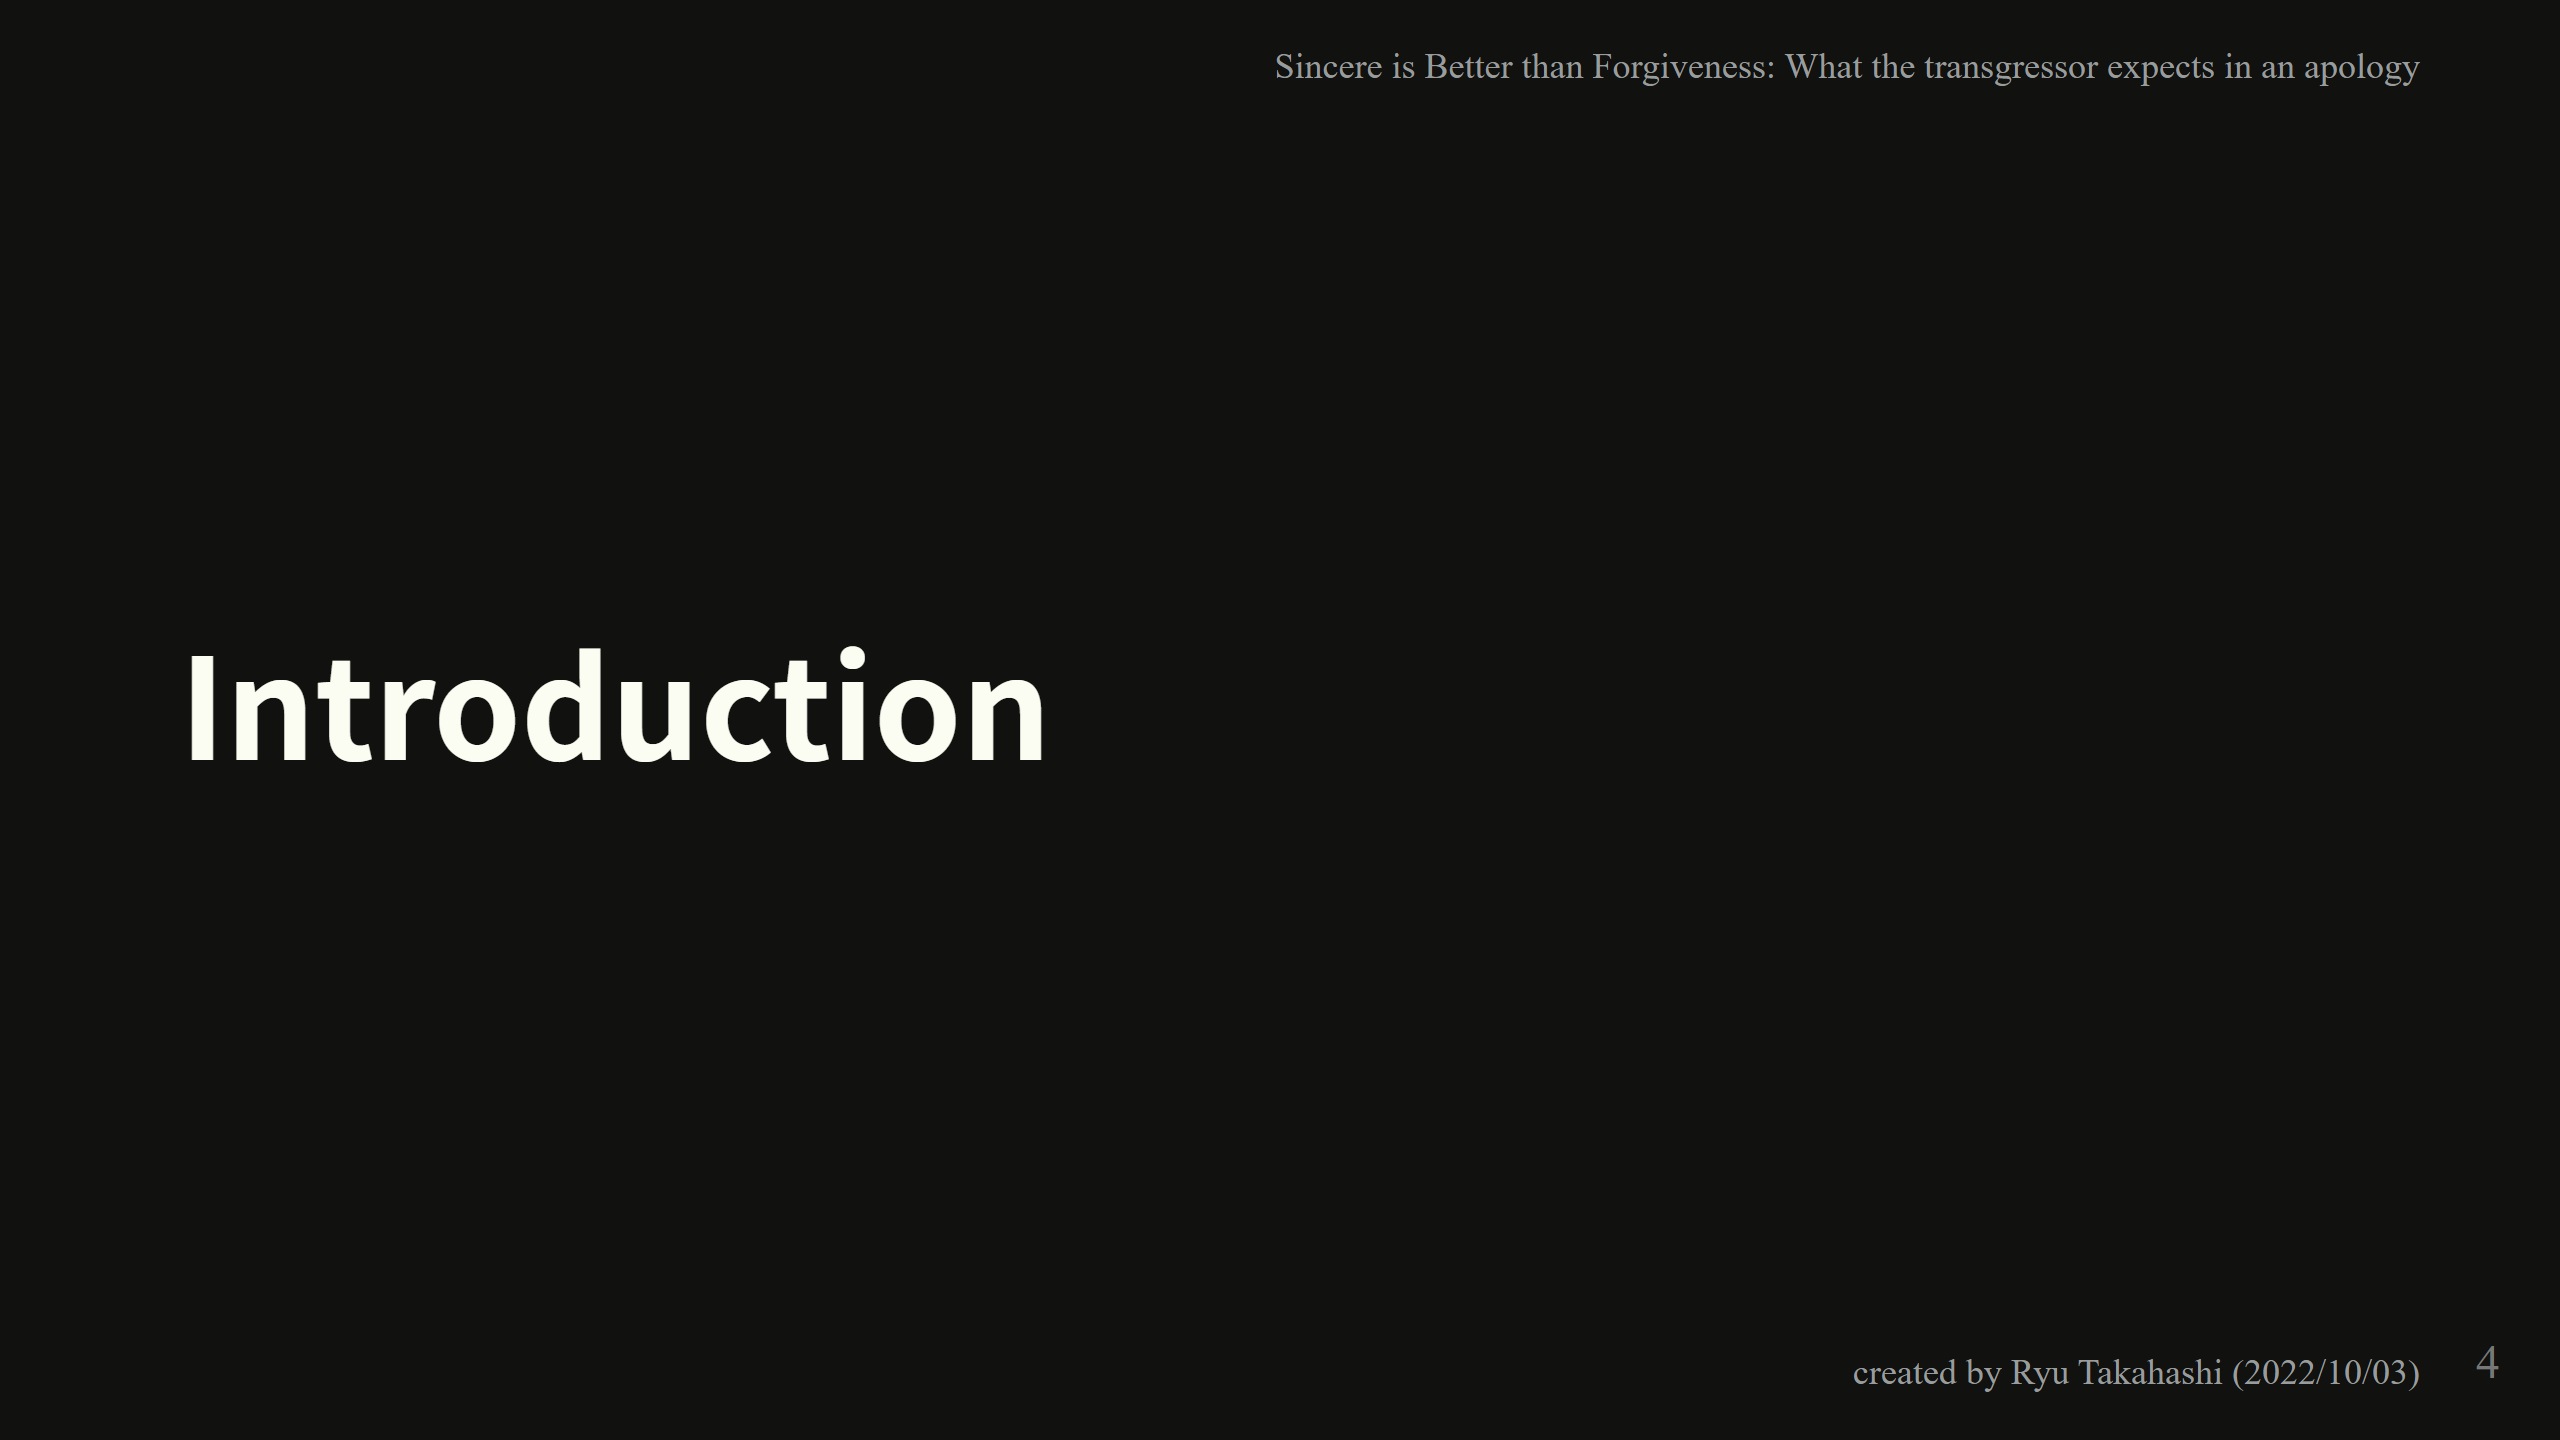 Sincere is Better than Forgiveness: What the transgressor expects in an apology
Introduction
created by Ryu Takahashi (2022/10/03)
4